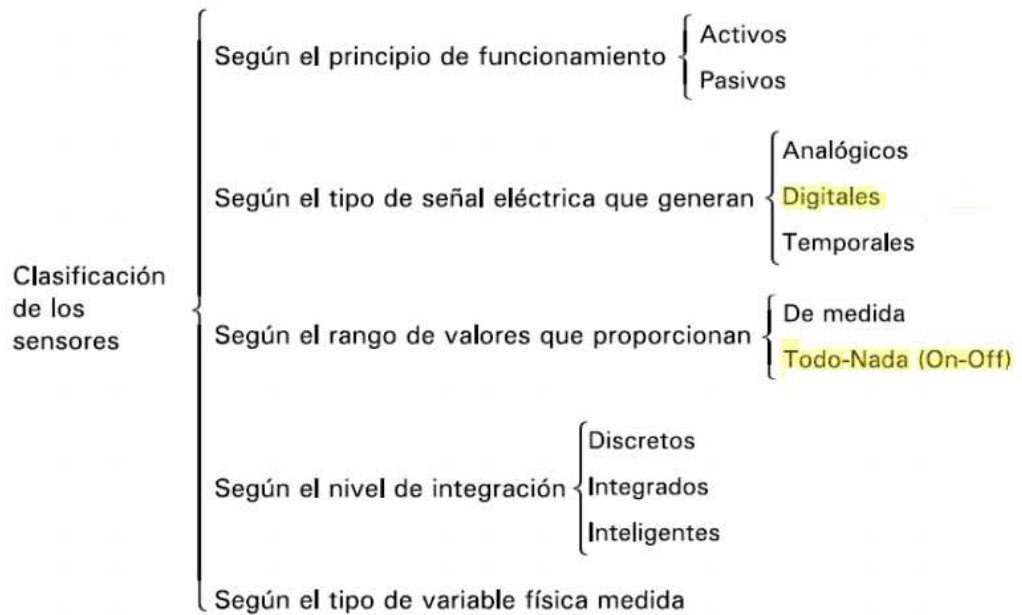 Clasificación
de los
sensores
Según el principio de funcionamiento
Activos
Pasivos
Según el tipo de señal eléctrica que generan
Analógicos
Digitales
Temporales
Según el rango de valores que proporcionan
De medida
Todo-Nada (On-Off)
Según el nivel de integración
Discretos
Integrados
Inteligentes
Según el tipo de variable física medida